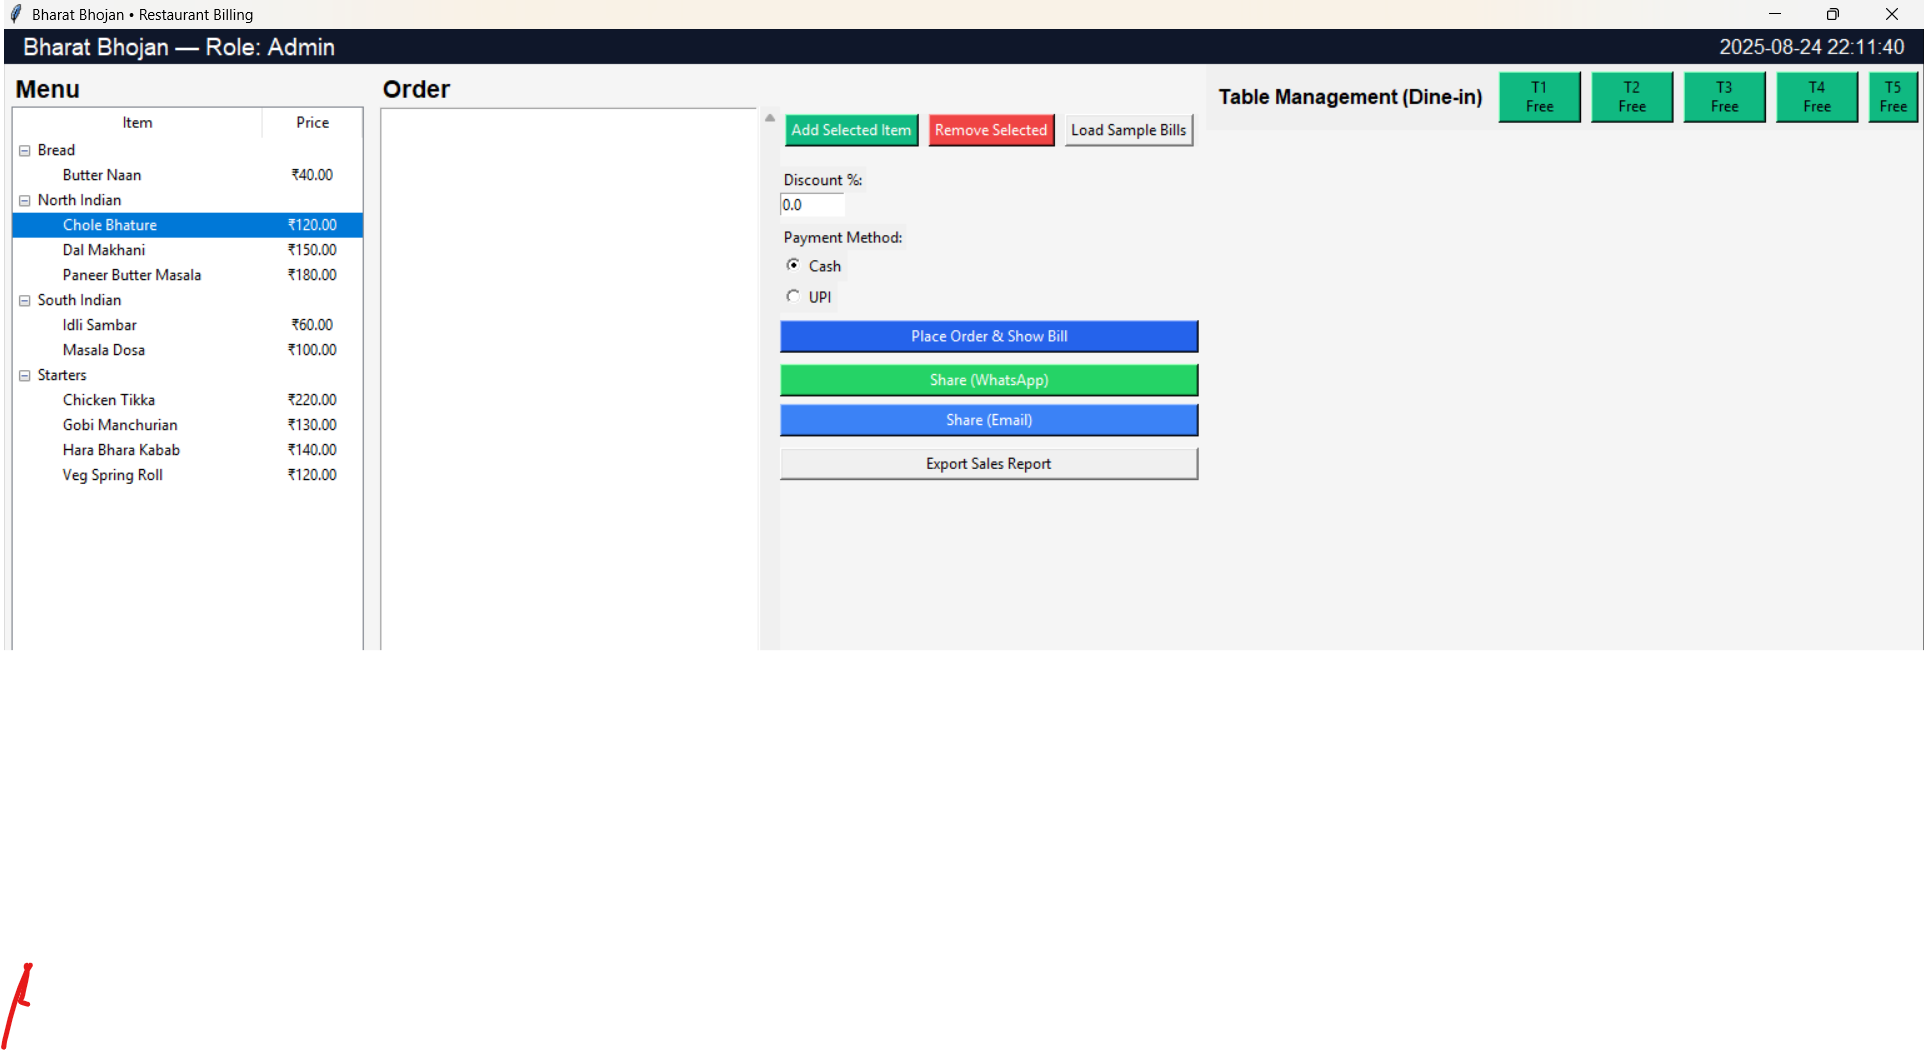 Bharat Bhojan • Restaurant Billing
Bharat Bhojan — Role: Admin
2025-08-24 22:11:40
Menu
Item Price
Bread
Butter Naan ₹40.00
North Indian
Chole Bhature ₹120.00
Dal Makhani ₹150.00
Paneer Butter Masala ₹180.00
South Indian
Idli Sambar ₹60.00
Masala Dosa ₹100.00
Starters
Chicken Tikka ₹220.00
Gobi Manchurian ₹130.00
Hara Bhara Kabab ₹140.00
Veg Spring Roll ₹120.00
Order
Add Selected Item
Remove Selected
Load Sample Bills
Discount %:
0.0
Payment Method:
Cash
UPI
Place Order & Show Bill
Share (WhatsApp)
Share (Email)
Export Sales Report
Table Management (Dine-in)
T1
Free
T2
Free
T3
Free
T4
Free
T5
Free